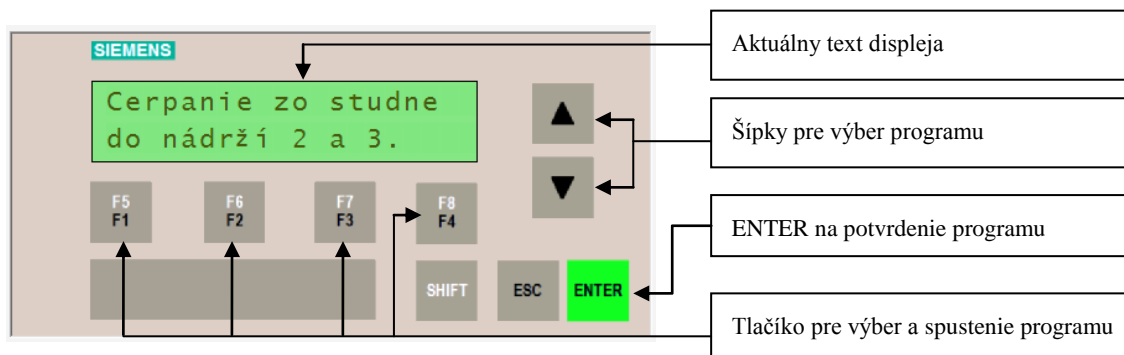 SIEMENS
Cerpanie zo studne
do nádrží 2 a 3.
F5
F1
F6
F2
F7
F3
F8
F4
SHIFT
ESC
ENTER
Aktuálny text displeja
Šípky pre výber programu
ENTER na potvrdenie programu
Tlačíko pre výber a spustenie programu